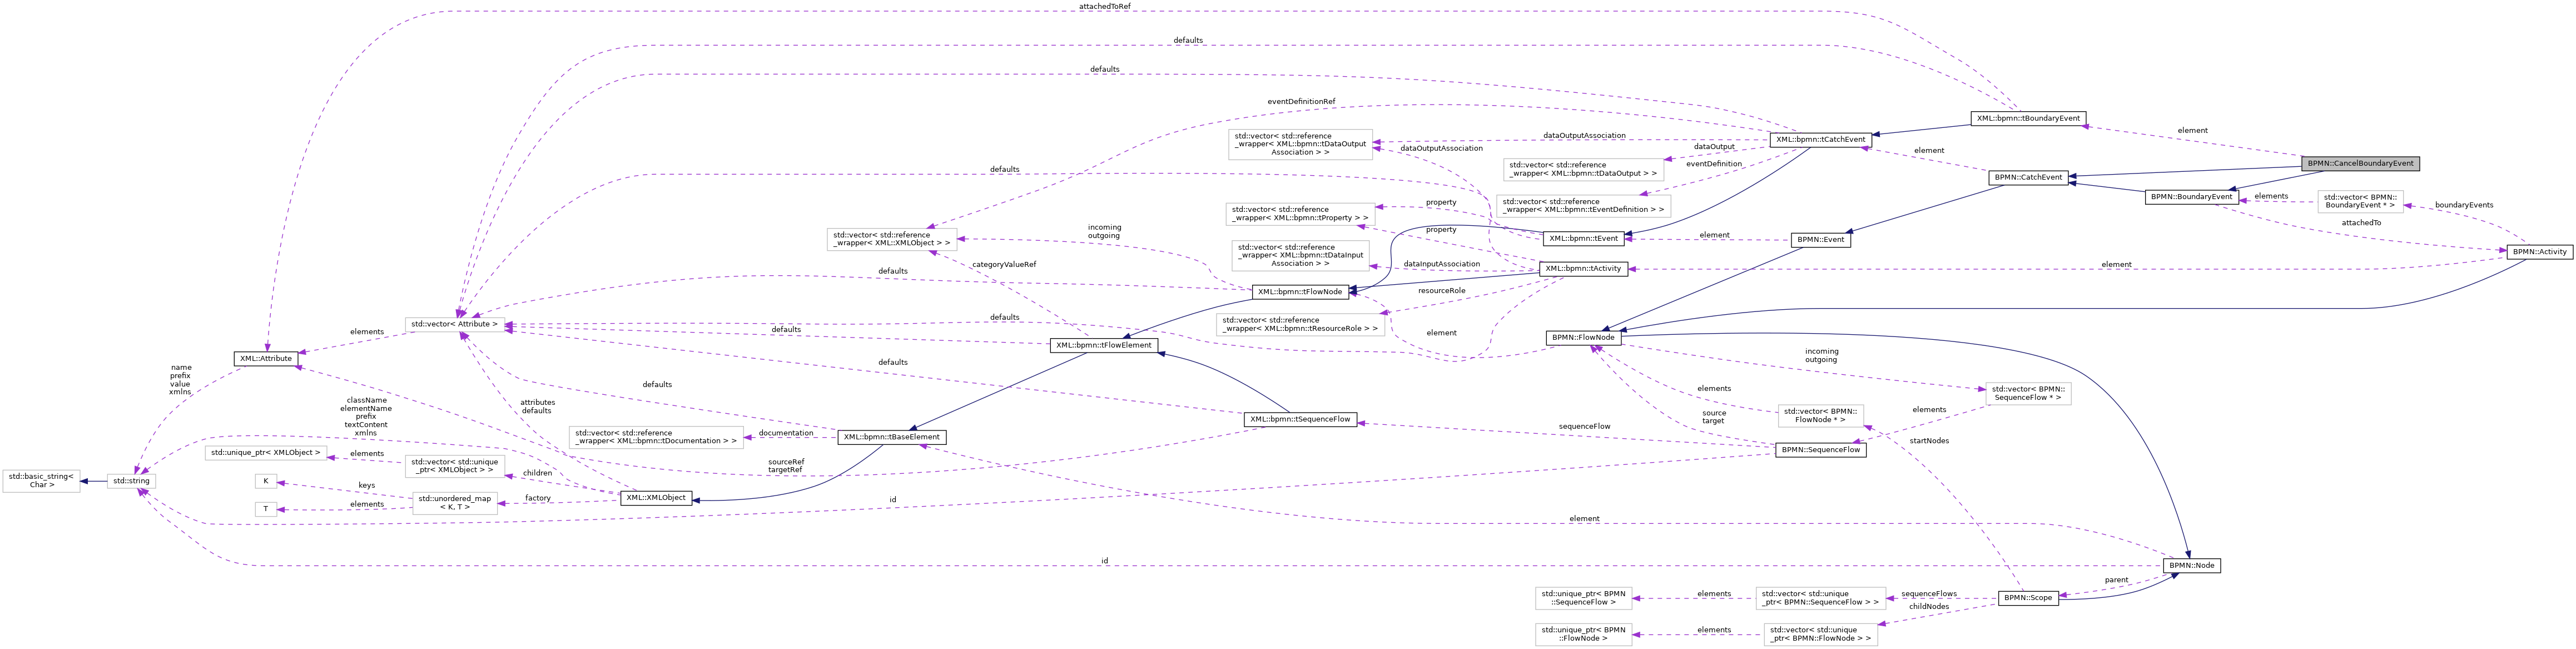 attachedToRef
defaults
defaults
eventDefinitionRef
XML::bpmn::tBoundaryEvent
element
std::vector< std::reference
_wrapper< XML::bpmn::tDataOutput
Association > >
dataOutputAssociation
dataOutputAssociation
XML::bpmn::tCatchEvent
dataOutput
element
BPMN::CancelBoundaryEvent
std::vector< std::reference
_wrapper< XML::bpmn::tDataOutput > >
eventDefinition
defaults
BPMN::CatchEvent
BPMN::BoundaryEvent
elements
std::vector< BPMN::
BoundaryEvent * >
boundaryEvents
std::vector< std::reference
_wrapper< XML::bpmn::tEventDefinition > >
std::vector< std::reference
_wrapper< XML::bpmn::tProperty > >
property
property
attachedTo
incoming
outgoing
std::vector< std::reference
_wrapper< XML::XMLObject > >
XML::bpmn::tEvent
element
BPMN::Event
BPMN::Activity
std::vector< std::reference
_wrapper< XML::bpmn::tDataInput
Association > >
dataInputAssociation
categoryValueRef
XML::bpmn::tActivity
element
defaults
XML::bpmn::tFlowNode
resourceRole
std::vector< Attribute >
elements
defaults
defaults
std::vector< std::reference
_wrapper< XML::bpmn::tResourceRole > >
element
BPMN::FlowNode
XML::bpmn::tFlowElement
XML::Attribute
defaults
incoming
outgoing
name
prefix
value
xmlns
defaults
elements
std::vector< BPMN::
SequenceFlow * >
className
elementName
prefix
textContent
xmlns
attributes
defaults
source
target
std::vector< BPMN::
FlowNode * >
elements
XML::bpmn::tSequenceFlow
sequenceFlow
startNodes
std::vector< std::reference
_wrapper< XML::bpmn::tDocumentation > >
documentation
XML::bpmn::tBaseElement
BPMN::SequenceFlow
std::unique_ptr< XMLObject >
elements
std::vector< std::unique
_ptr< XMLObject > >
children
sourceRef
targetRef
std::basic_string<
Char >
std::string
K
keys
T
elements
std::unordered_map
< K, T >
factory
XML::XMLObject
id
element
id
BPMN::Node
parent
std::unique_ptr< BPMN
::SequenceFlow >
elements
std::vector< std::unique
_ptr< BPMN::SequenceFlow > >
sequenceFlows
BPMN::Scope
childNodes
std::unique_ptr< BPMN
::FlowNode >
elements
std::vector< std::unique
_ptr< BPMN::FlowNode > >